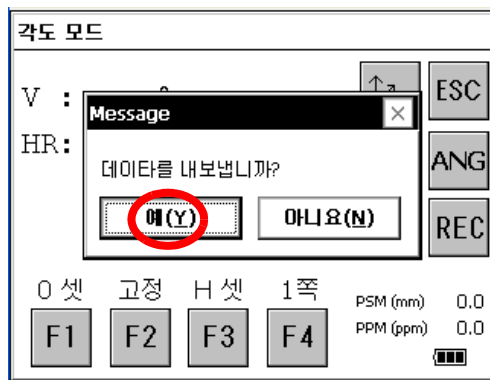 각도 모드
V :
ESC
Message
HR:
데이타를 내보냅니까?
ANG
예(Y)
아니요(N)
REC
0 셋
고정
H 셋
1쪽
PSM (mm) 0.0
F1
F2
F3
F4
PPM (ppm) 0.0